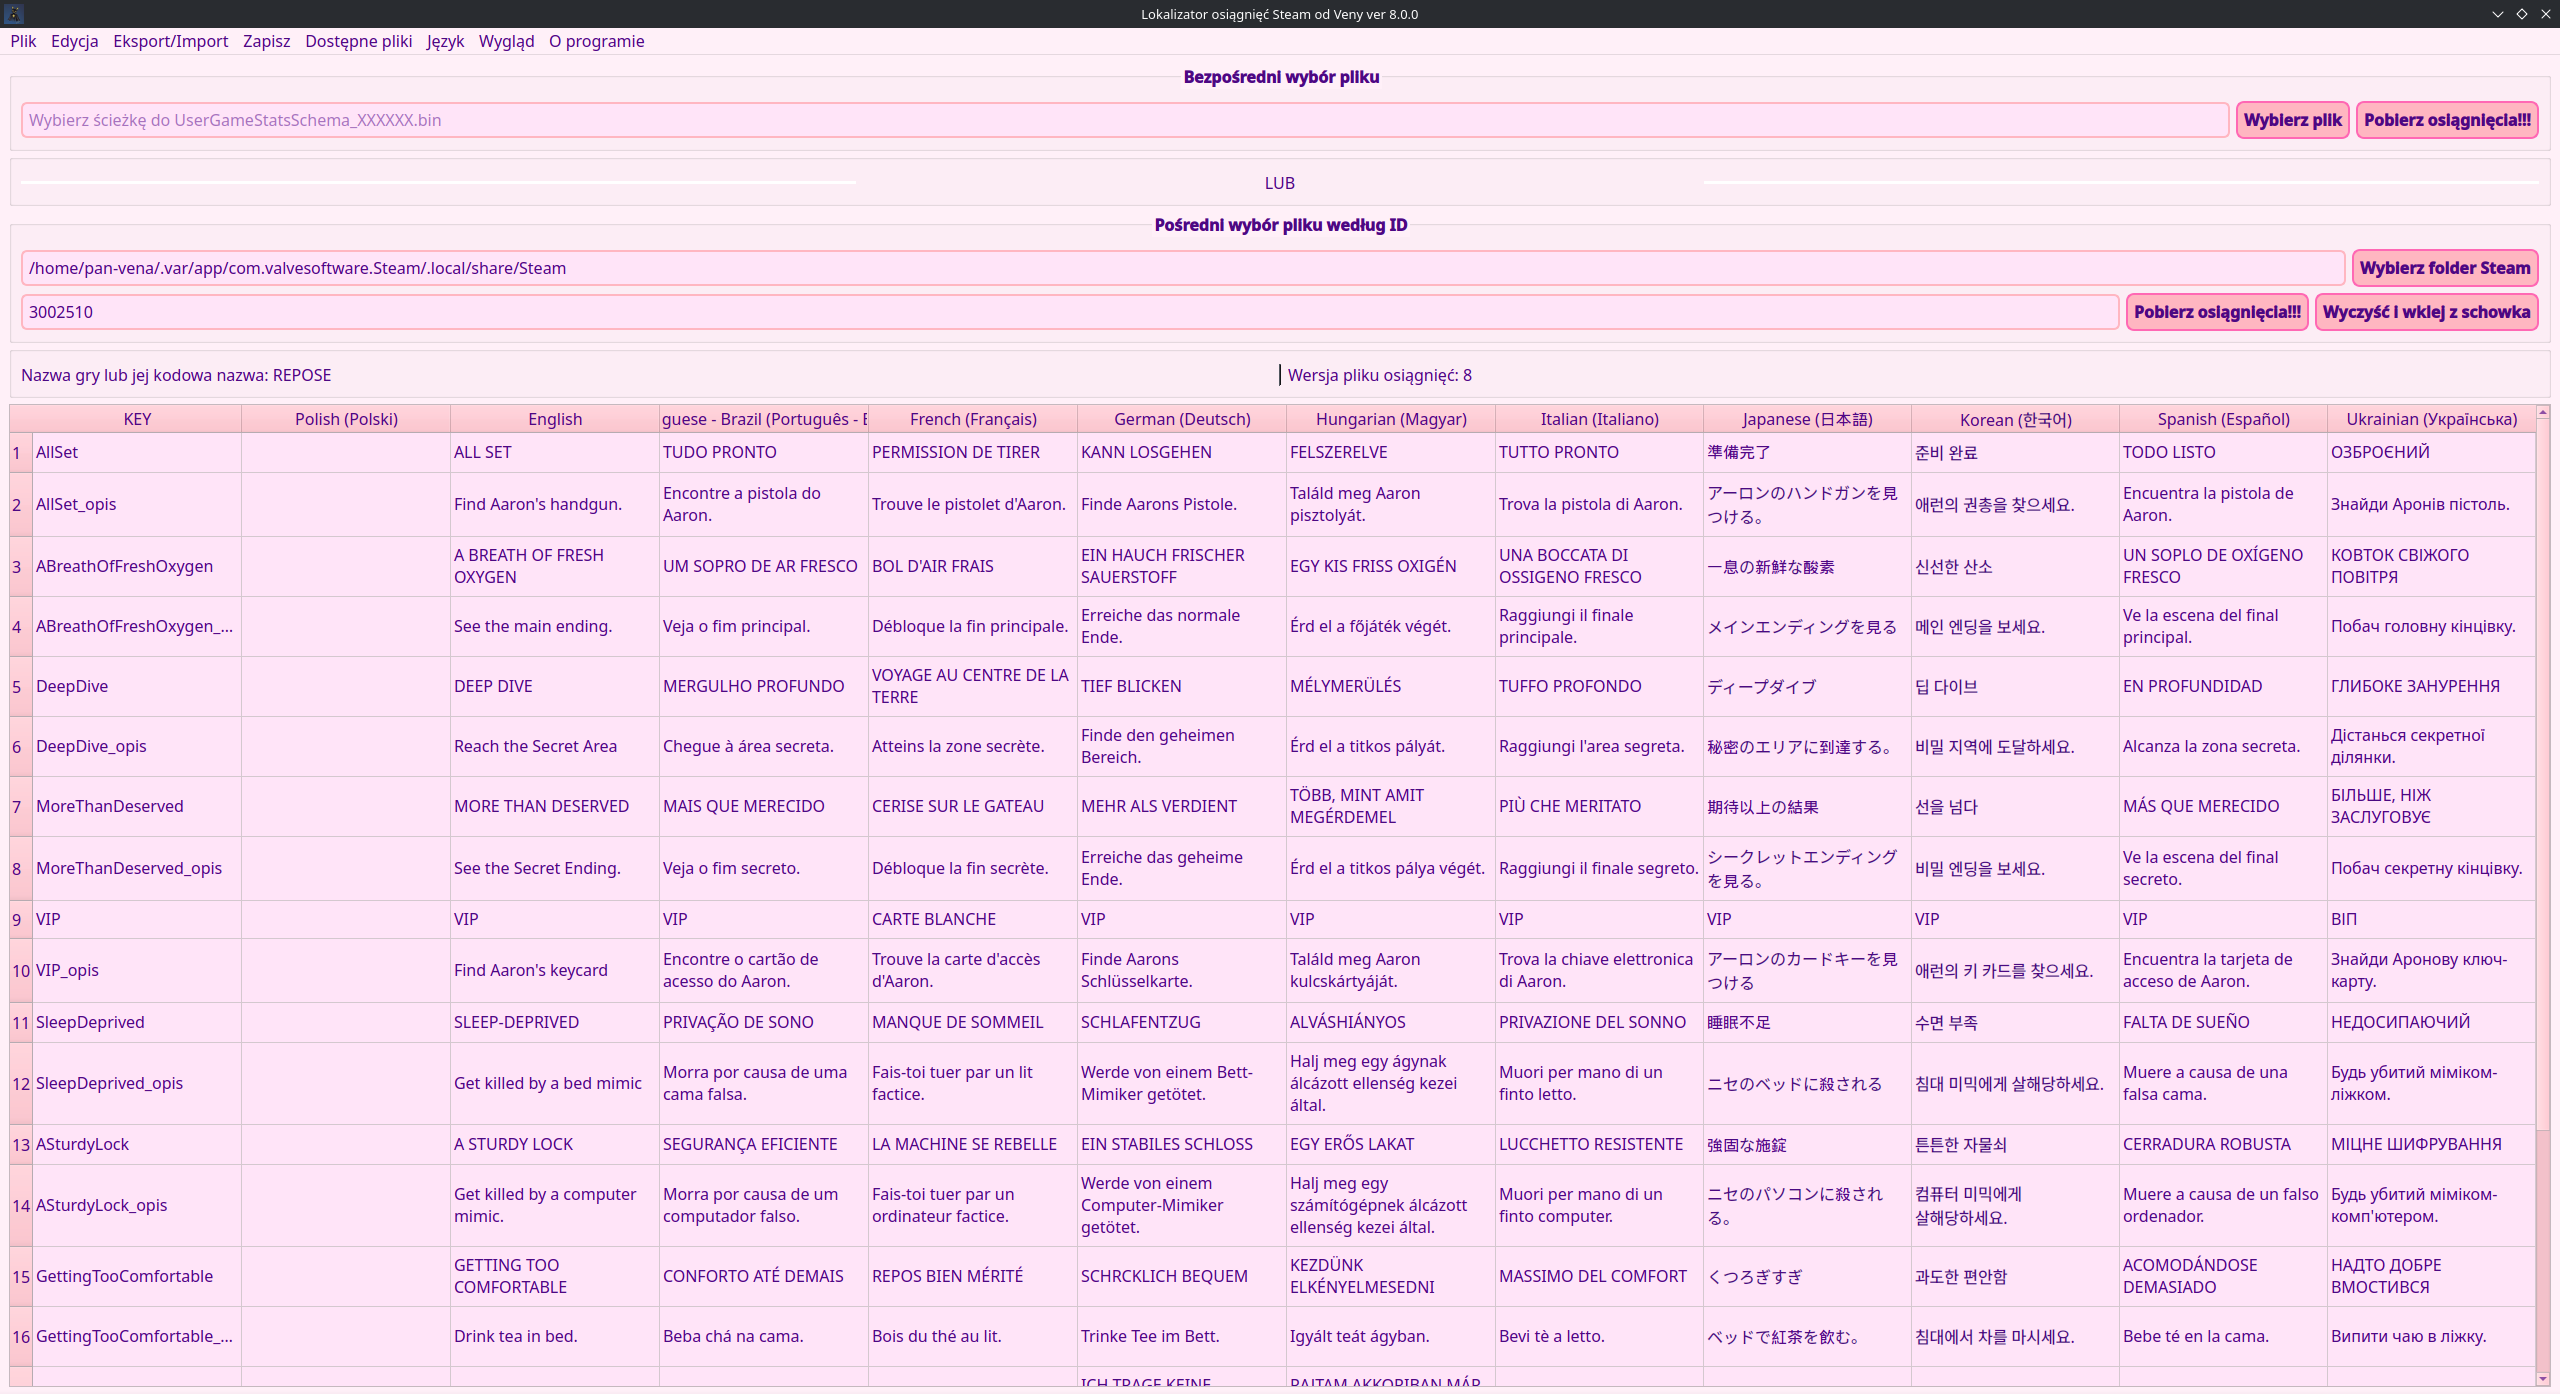 Lokalizator osiągnięć Steam od Veny ver 8.0.0
Plik Edycja Eksport/Import Zapisz Dostępne pliki Język Wygląd O programie
Bezpośredni wybór pliku
Wybierz ścieżkę do UserGameStatsSchema_XXXXXX.bin Wybierz plik Pobierz osiągnięcia!!!
LUB
Pośredni wybór pliku według ID
/home/pan-vena/.var/app/com.valvesoftware.Steam/.local/share/Steam Wybierz folder Steam
3002510 Pobierz osiągnięcia!!! Wyczyść i wklej z schowka
Nazwa gry lub jej kodowa nazwa: REPOSE Wersja pliku osiągnięć: 8
KEY Polish (Polski) English guese - Brazil (Português - French (Français) German (Deutsch) Hungarian (Magyar) Italian (Italiano) Japanese (日本語) Korean (한국어) Spanish (Español) Ukrainian (Українська)
1 AllSet ALL SET TUDO PRONTO PERMISSION DE TIRER KANN LOSGEHEN FELSZERELVE TUTTO PRONTO 準備完了 준비 완료 TODO LISTO ОЗБРОЄНИЙ
2 AllSet_opis Find Aaron's handgun. Encontre a pistola do Aaron. Trouve le pistolet d'Aaron. Finde Aarons Pistole. Találd meg Aaron pisztolyát. Trova la pistola di Aaron. アーロンのハンドガンを見つける。 애런의 권총을 찾으세요. Encuentra la pistola de Aaron. Знайди Аронів пістоль.
3 ABreathOfFreshOxygen A BREATH OF FRESH OXYGEN UM SOPRO DE AR FRESCO BOL D'AIR FRAIS EIN HAUCH FRISCHER SAUERSTOFF EGY KIS FRISS OXIGÉN UNA BOCCATA DI OSSIGENO FRESCO 一息の新鮮な酸素 신선한 산소 UN SOPLO DE OXÍGENO FRESCO КОВТОК СВІЖОГО ПОВІТРЯ
4 ABreathOfFreshOxygen_... See the main ending. Veja o fim principal. Débloque la fin principale. Erreiche das normale Ende. Érd el a főjáték végét. Raggiungi il finale principale. メインエンディングを見る 메인 엔딩을 보세요. Ve la escena del final principal. Побач головну кінцівку.
5 DeepDive DEEP DIVE MERGULHO PROFUNDO VOYAGE AU CENTRE DE LA TERRE TIEF BLICKEN MÉLYMERÜLÉS TUFFO PROFONDO ディープダイブ 딥 다이브 EN PROFUNDIDAD ГЛИБОКЕ ЗАНУРЕННЯ
6 DeepDive_opis Reach the Secret Area Chegue à área secreta. Atteins la zone secrète. Finde den geheimen Bereich. Érd el a titkos pályát. Raggiungi l'area segreta. 秘密のエリアに到達する。 비밀 지역에 도달하세요. Alcanza la zona secreta. Дістанься секретної ділянки.
7 MoreThanDeserved MORE THAN DESERVED MAIS QUE MERECIDO CERISE SUR LE GATEAU MEHR ALS VERDIENT TÖBB, MINT AMIT MEGÉRDEMEL PIÙ CHE MERITATO 期待以上の結果 선을 넘다 MÁS QUE MERECIDO БІЛЬШЕ, НІЖ ЗАСЛУГОВУЄ
8 MoreThanDeserved_opis See the Secret Ending. Veja o fim secreto. Débloque la fin secrète. Erreiche das geheime Ende. Érd el a titkos pálya végét. Raggiungi il finale segreto. シークレットエンディングを見る。 비밀 엔딩을 보세요. Ve la escena del final secreto. Побач секретну кінцівку.
9 VIP VIP VIP CARTE BLANCHE VIP VIP VIP VIP VIP VIP ВІП
10 VIP_opis Find Aaron's keycard Encontre o cartão de acesso do Aaron. Trouve la carte d'accès d'Aaron. Finde Aarons Schlüsselkarte. Találd meg Aaron kulcskártyáját. Trova la chiave elettronica di Aaron. アーロンのカードキーを見つける 애런의 키 카드를 찾으세요. Encuentra la tarjeta de acceso de Aaron. Знайди Аронову ключ-карту.
11 SleepDeprived SLEEP-DEPRIVED PRIVAÇÃO DE SONO MANQUE DE SOMMEIL SCHLAFENTZUG ALVÁSHIÁNYOS PRIVAZIONE DEL SONNO 睡眠不足 수면 부족 FALTA DE SUEÑO НЕДОСИПАЮЧИЙ
12 SleepDeprived_opis Get killed by a bed mimic Morra por causa de uma cama falsa. Fais-toi tuer par un lit factice. Werde von einem Bett-Mimiker getötet. Halj meg egy ágynak álcázott ellenség kezei által. Muori per mano di un finto letto. ニセのベッドに殺される 침대 미믹에게 살해당하세요. Muere a causa de una falsa cama. Будь убитий міміком-ліжком.
13 ASturdyLock A STURDY LOCK SEGURANÇA EFICIENTE LA MACHINE SE REBELLE EIN STABILES SCHLOSS EGY ERŐS LAKAT LUCCHETTO RESISTENTE 強固な施錠 튼튼한 자물쇠 CERRADURA ROBUSTA МІЦНЕ ШИФРУВАННЯ
14 ASturdyLock_opis Get killed by a computer mimic. Morra por causa de um computador falso. Fais-toi tuer par un ordinateur factice. Werde von einem Computer-Mimiker getötet. Halj meg egy számítógépnek álcázott ellenség kezei által. Muori per mano di un finto computer. ニセのパソコンに殺される。 컴퓨터 미믹에게 살해당하세요. Muere a causa de un falso ordenador. Будь убитий міміком-комп'ютером.
15 GettingTooComfortable GETTING TOO COMFORTABLE CONFORTO ATÉ DEMAIS REPOS BIEN MÉRITÉ SCHRCKLICH BEQUEM KEZDÜNK ELKÉNYELMESEDNI MASSIMO DEL COMFORT くつろぎすぎ 과도한 편안함 ACOMODÁNDOSE DEMASIADO НАДТО ДОБРЕ ВМОСТИВСЯ
16 GettingTooComfortable_... Drink tea in bed. Beba chá na cama. Bois du thé au lit. Trinke Tee im Bett. Igyált teát ágyban. Bevi tè a letto. ベッドで紅茶を飲む。 침대에서 차를 마시세요. Bebe té en la cama. Випити чаю в ліжку.
ICH TRAGE KEINE RAJTAM AKKORIBAN MÁR